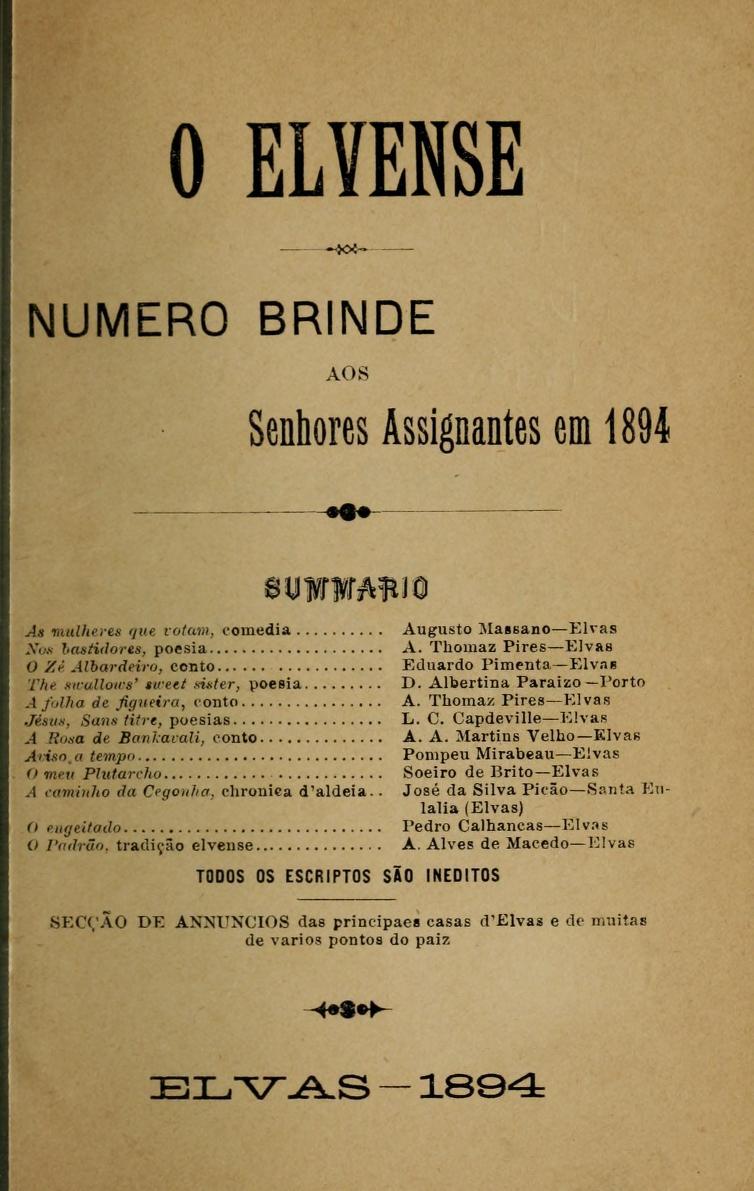 O ELVENSE
NUMERO BRINDE
AOS
Senhores Assignantes em 1894
SUMMARIO
As mulheres que votam, comedia .......... Augusto Massano—Elvas
Nos bastidores, poesia.................... A. Thomaz Pires—Elvas
O Zé Albardeiro, conto...... ............. Eduardo Pimenta—Elvas
The swallows' sweet sister, poesia......... D. Albertina Paraizo—Porto
A folha de figueira, conto................. A. Thomaz Pires—Elvas
Jésus, Sans titre, poesias................. L. C. Capdeville—Elvas
A Rosa de Bankavali, conto.............. A. A. Martins Velho—Elvas
Aviso a tempo............................ Pompeu Mirabeau—Elvas
O meu Plutarcho......................... Soeiro de Brito—Elvas
A caminho da Cegonha, chronica d'aldeia.. José da Silva Picão—Santa Eu-
lalia (Elvas)
O engeitado.............................. Pedro Calhancas—Elvas
O Padrão, tradição elvense.............. A. Alves de Macedo—Elvas
TODOS OS ESCRIPTOS SÃO INEDITOS
SECÇÃO DE ANNUNCIOS das principaes casas d'Elvas e de muitas
de varios pontos do paiz
ELVAS—1894